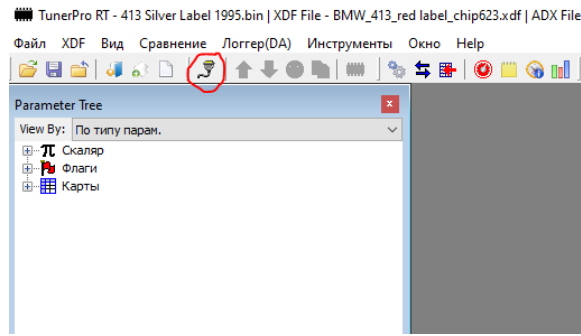 TunerPro RT - 413 Silver Label 1995.bin | XDF File - BMW_413_red label_chip623.xdf | ADX File
Файл XDF Вид Сравнение Логгер(DA) Инструменты Окно Help
Parameter Tree
View By: По типу парам.
Скаляр
Флаги
Карты